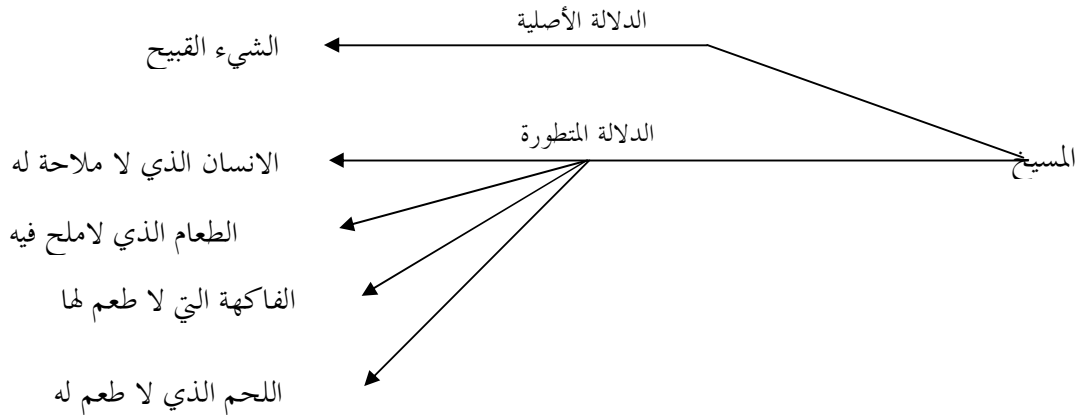 الدلالة الأصلية
الشيء القبيح
الدلالة المتطورة
المسيخ
الانسان الذي لا ملاحة له
الطعام الذي لاملح فيه
الفاكهة التي لا طعم لها
اللحم الذي لا طعم له